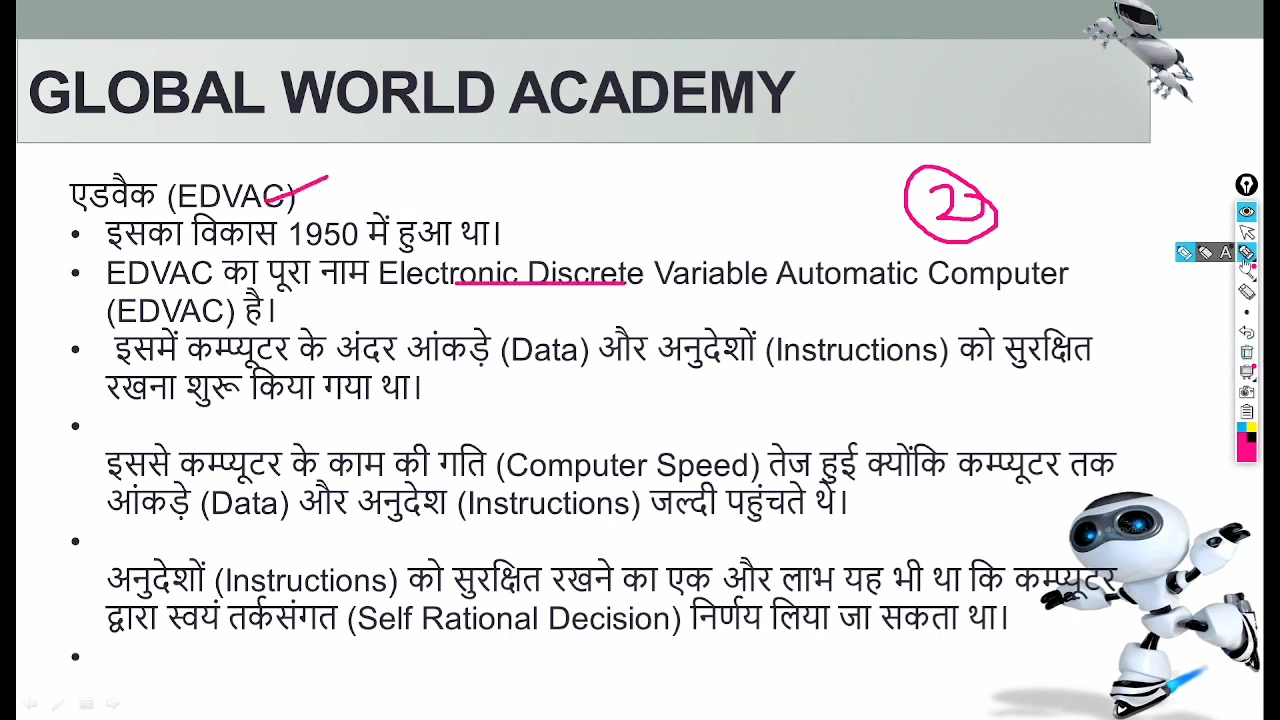 GLOBAL WORLD ACADEMY
एडवैक (EDVAC)
23
• इसका विकास 1950 में हुआ था।
• EDVAC का पूरा नाम Electronic Discrete Variable Automatic Computer
(EDVAC) है।
• इसमें कम्प्यूटर के अंदर आंकड़े (Data) और अनुदेशों (Instructions) को सुरक्षित
रखना शुरू किया गया था।
•
इससे कम्प्यूटर के काम की गति (Computer Speed) तेज हुई क्योंकि कम्प्यूटर तक
आंकड़े (Data) और अनुदेश (Instructions) जल्दी पहुंचते थे।
•
अनुदेशों (Instructions) को सुरक्षित रखने का एक और लाभ यह भी था कि कम्प्यूटर
द्वारा स्वयं तर्कसंगत (Self Rational Decision) निर्णय लिया जा सकता था।
•
A